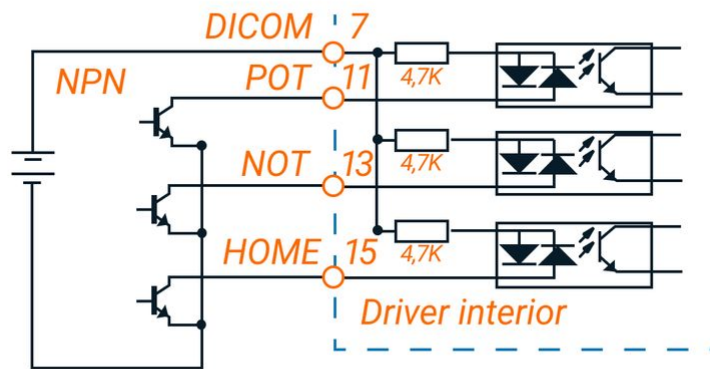 DICOM 7
NPN
POT 11
4,7K
NOT 13
4,7K
HOME 15
4,7K
Driver interior